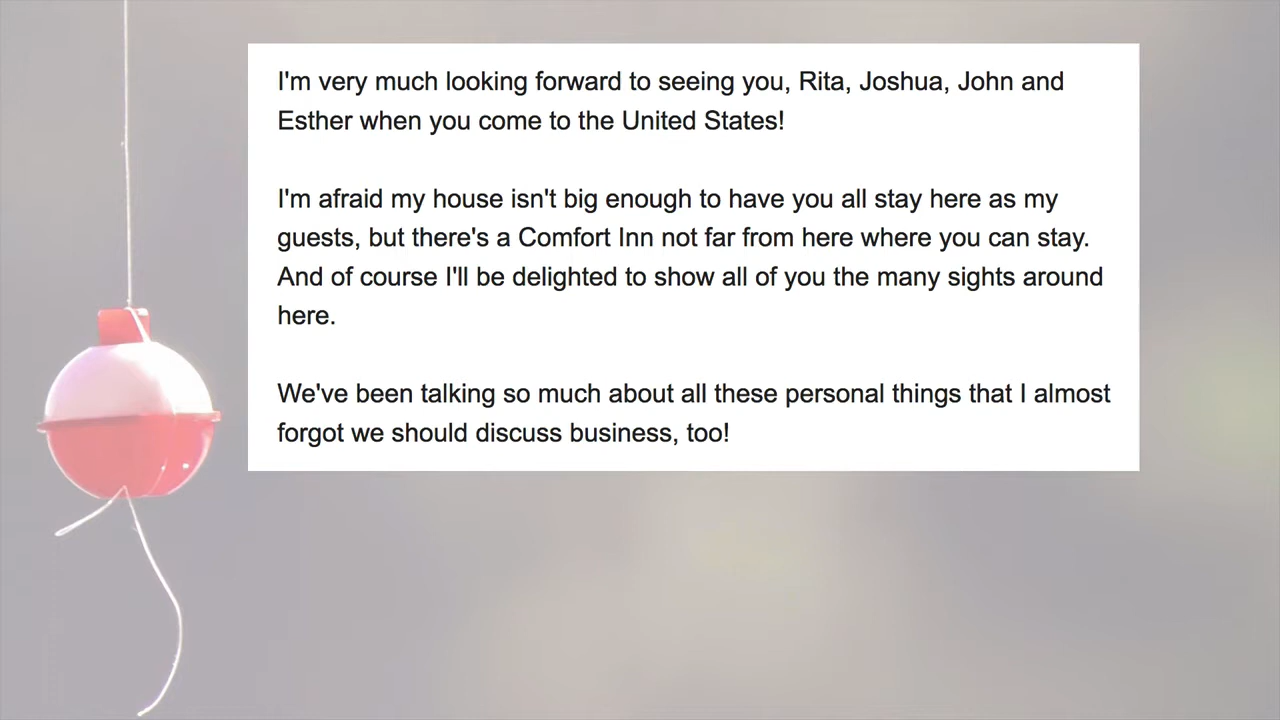 I'm very much looking forward to seeing you, Rita, Joshua, John and
Esther when you come to the United States!
I'm afraid my house isn't big enough to have you all stay here as my
guests, but there's a Comfort Inn not far from here where you can stay.
And of course I'll be delighted to show all of you the many sights around
here.
We've been talking so much about all these personal things that I almost
forgot we should discuss business, too!